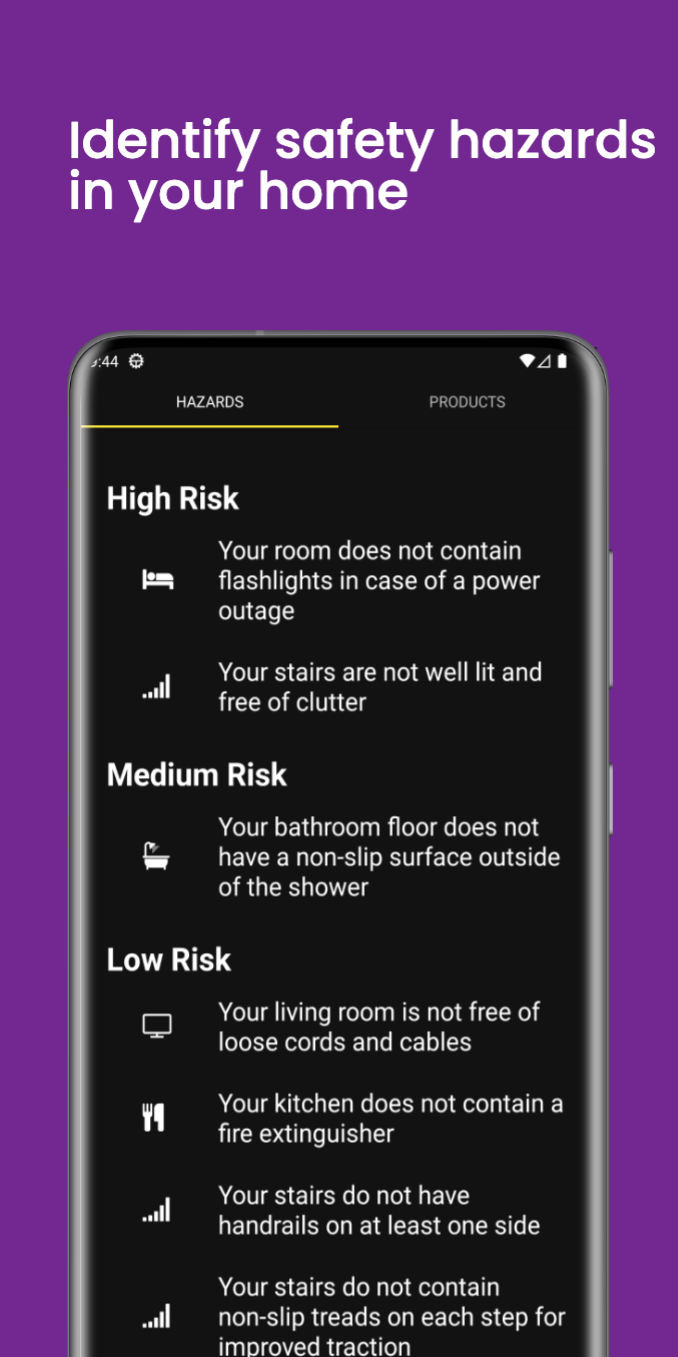 Identify safety hazards
in your home
:44
HAZARDS PRODUCTS
High Risk
Your room does not contain
flashlights in case of a power
outage
Your stairs are not well lit and
free of clutter
Medium Risk
Your bathroom floor does not
have a non-slip surface outside
of the shower
Low Risk
Your living room is not free of
loose cords and cables
Your kitchen does not contain a
fire extinguisher
Your stairs do not have
handrails on at least one side
Your stairs do not contain
non-slip treads on each step for
improved traction